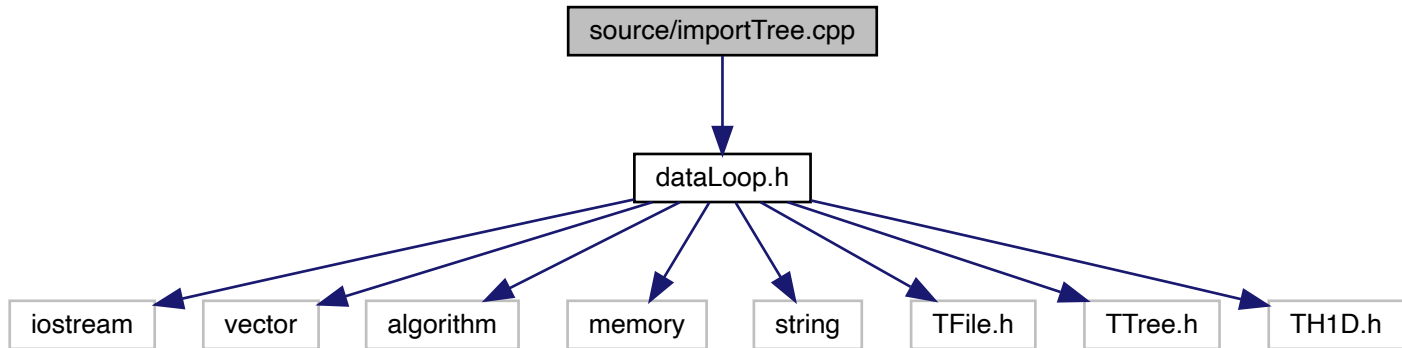 source/importTree.cpp
dataLoop.h
iostream
vector
algorithm
memory
string
TFile.h
TTree.h
TH1D.h